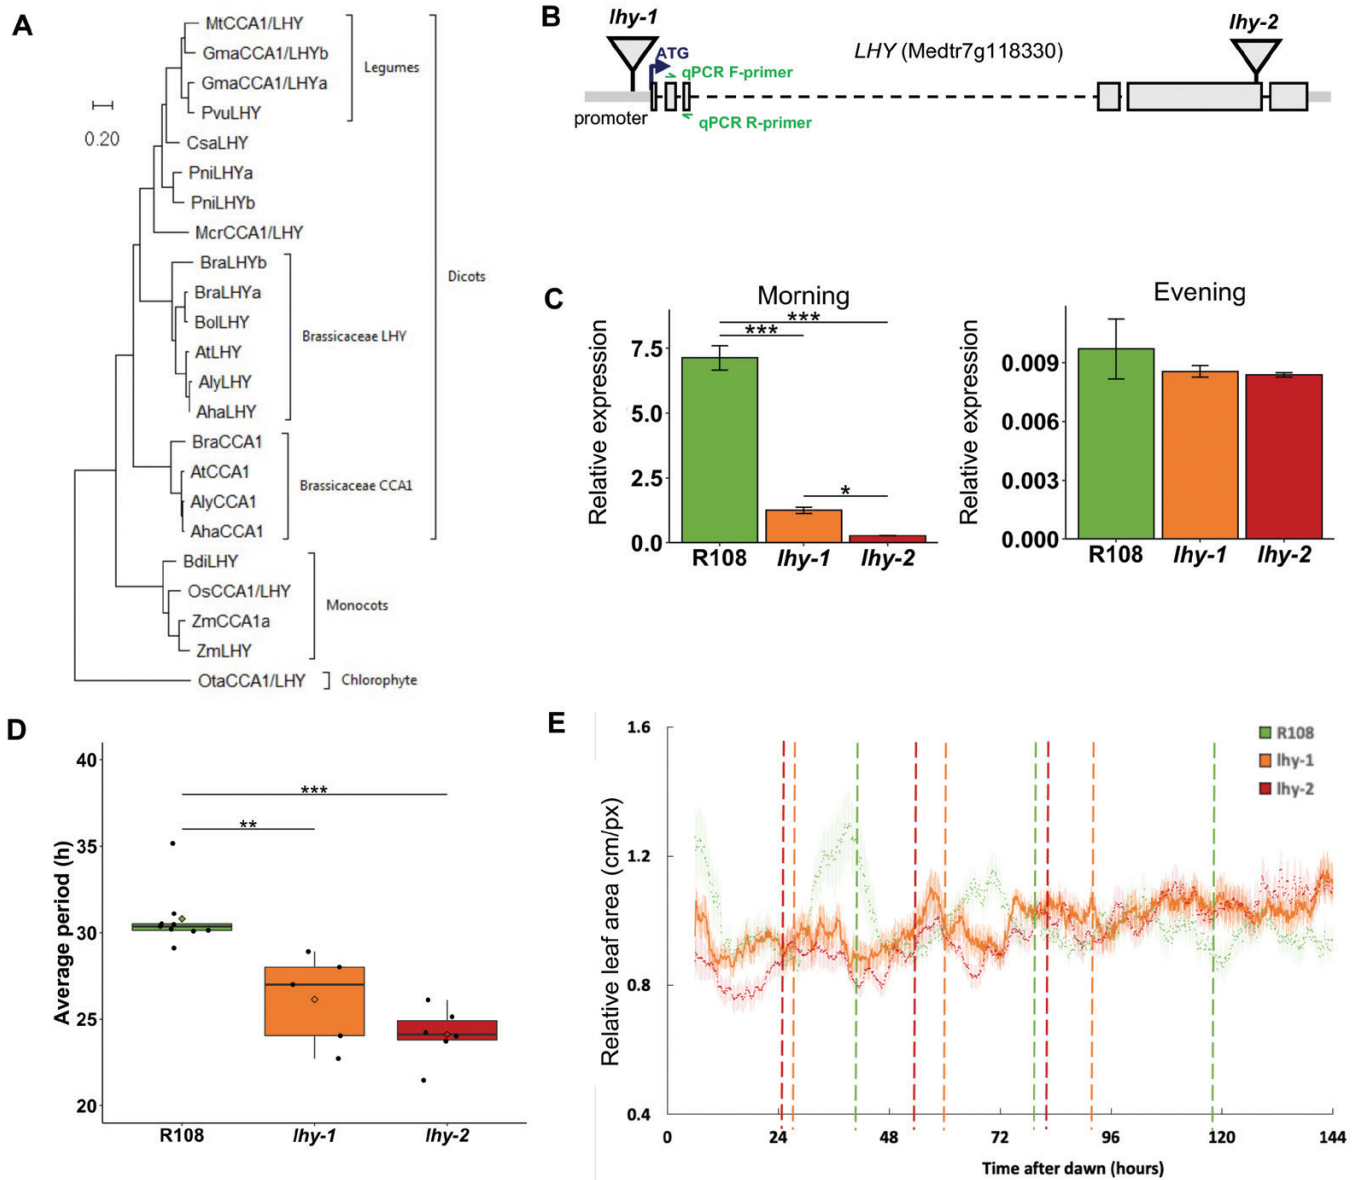 A
MtCCA1/LHY
GmaCCA1/LHYb
GmaCCA1/LHYa
PvuLHY
CsaLHY
PniLHYa
PniLHYb
McrCCA1/LHY
BraLHYb
BraLHYa
BolLHY
AtLHY
AlyLHY
AhaLHY
BraCCA1
AtCCA1
AlyCCA1
AhaCCA1
BdiLHY
OsCCA1/LHY
ZmCCA1a
ZmLHY
OtaCCA1/LHY
Legumes
Dicots
Brassicaceae LHY
Brassicaceae CCA1
Monocots
Chlorophyte
0.20
B
lhy-1
lhy-2
ATG
LHY (Medtr7g118330)
qPCR F-primer
promoter
qPCR R-primer
C
Morning
***
***
*
Relative expression
7.5
5.0
2.5
0.0
R108 lhy-1 lhy-2
Evening
Relative expression
0.009
0.006
0.003
0.000
R108 lhy-1 lhy-2
D
***
**
Average period (h)
40
35
30
25
20
R108 lhy-1 lhy-2
E
R108
lhy-1
lhy-2
Relative leaf area (cm/px)
1.6
1.2
0.8
0.4
0 24 48 72 96 120 144
Time after dawn (hours)